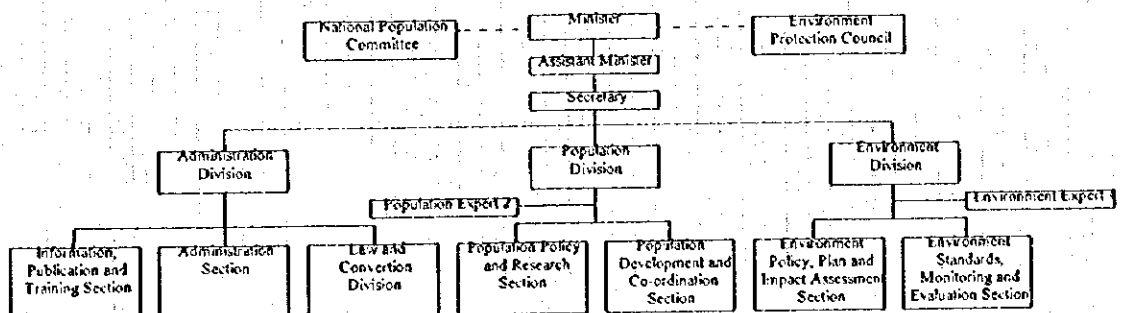 National Population
Committee
Minister
Environment
Protection Council
Assistant Minister
Secretary
Administration
Division
Population
Division
Environment
Division
Population Expert 2
Environment Expert
Information,
Publication and
Training Section
Administration
Section
Law and
Convertion
Division
Population Policy
and Research
Section
Population
Development and
Co-ordination
Section
Environment
Policy, Plan and
Impact Assessment
Section
Environment
Standards,
Monitoring and
Evaluation Section